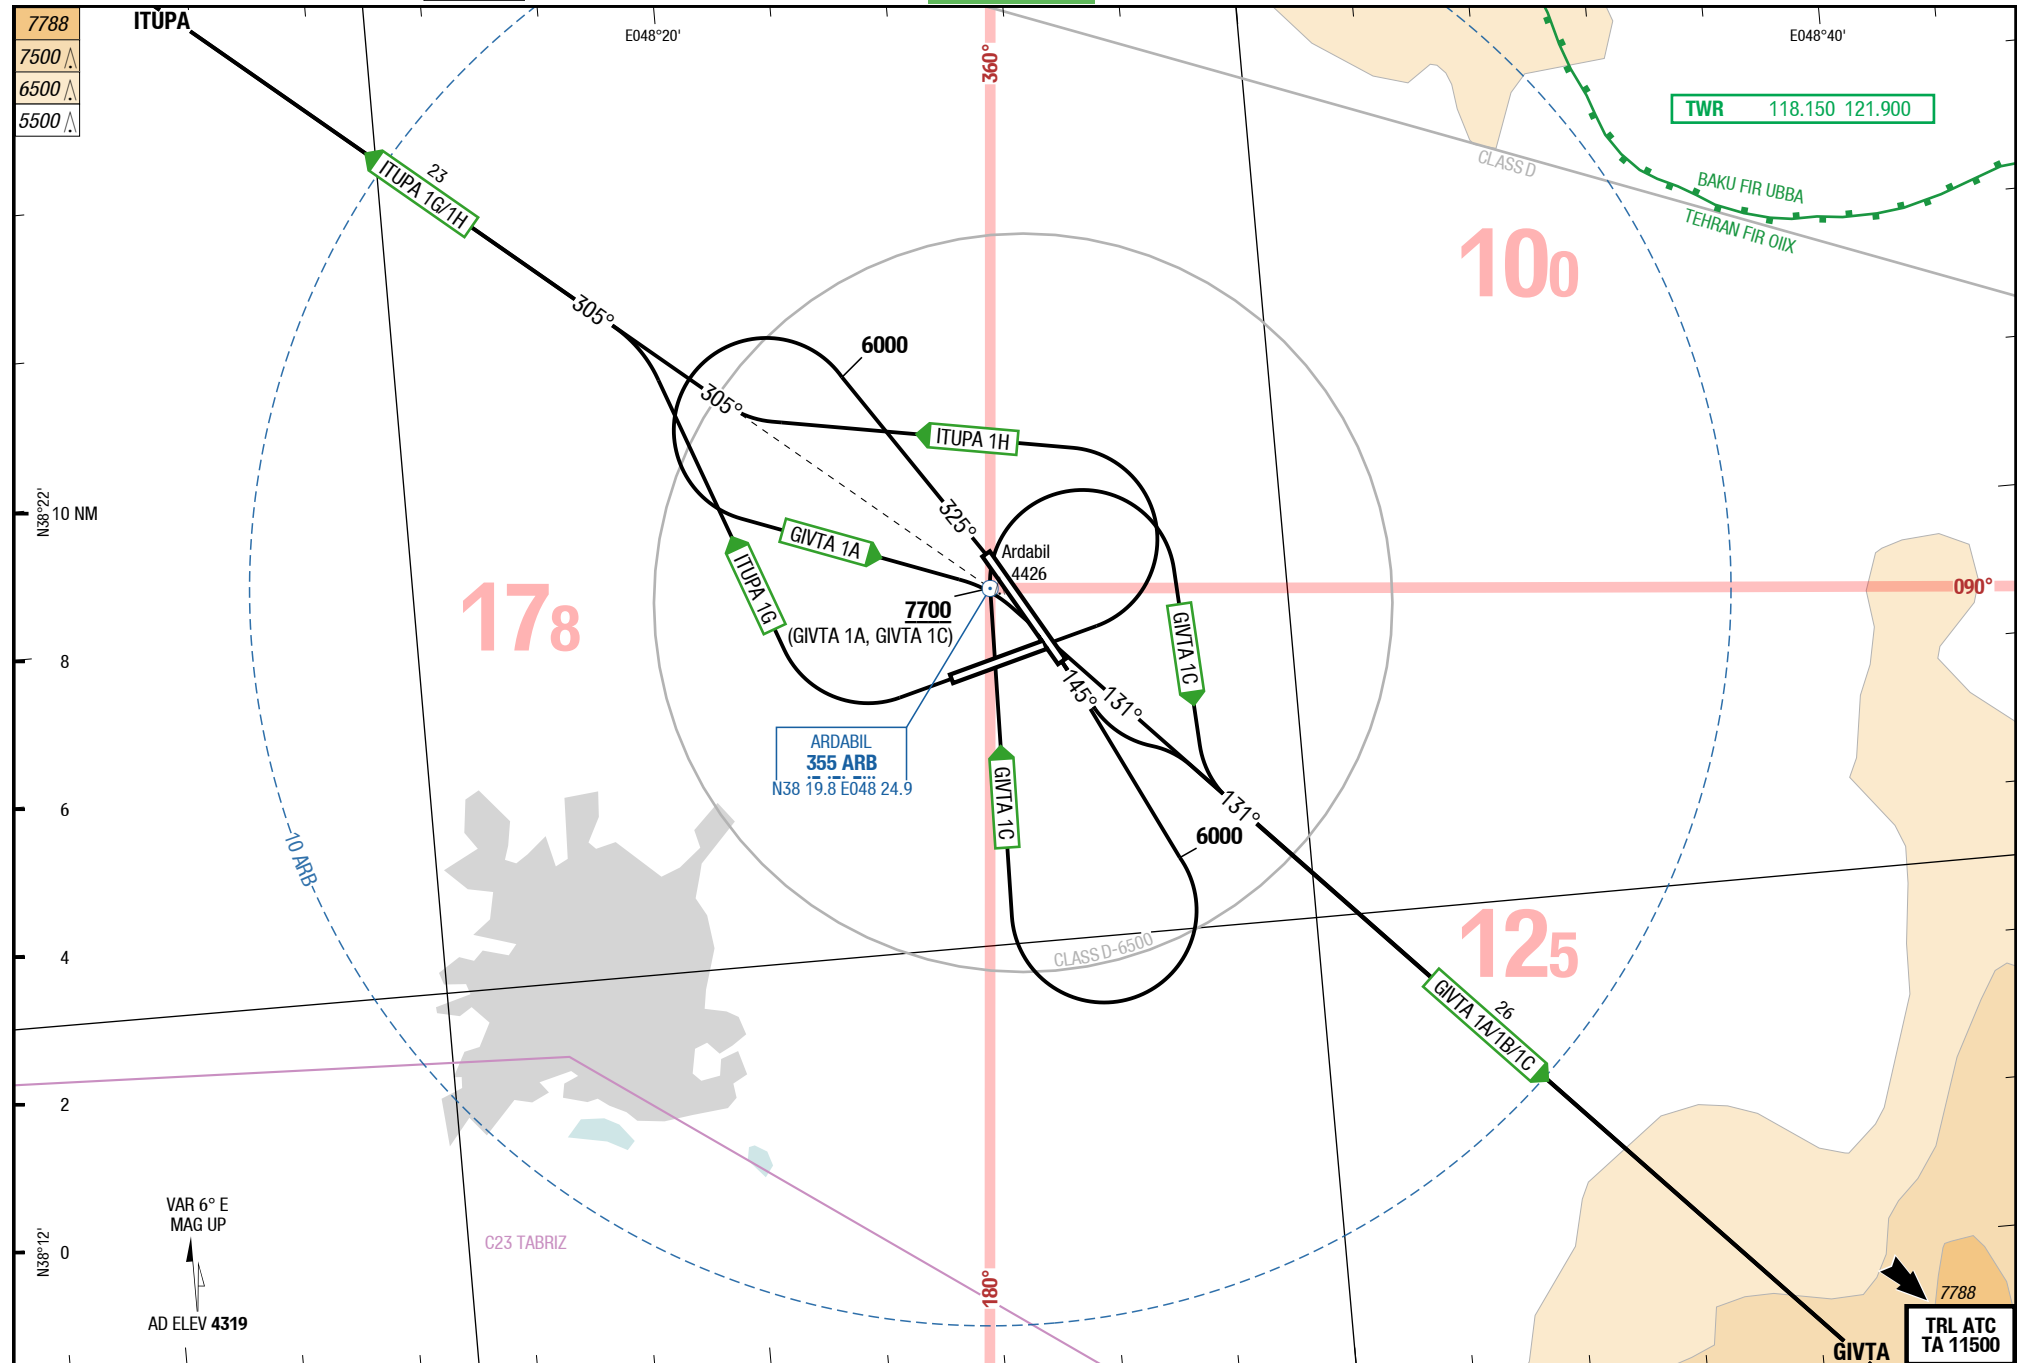 ITUPA
7788
7500
6500
5500
E048°20'
360°
E048°40'
TWR 118.150 121.900
CLASS D
BAKU FIR UBBA
TEHRAN FIR OIIX
23
ITUPA 1G/1H
100
305°
6000
305°
ITUPA 1H
N38°22'
10 NM
325°
GIVTA 1A
Ardabil
4426
ITUPA 1G
178
7700
(GIVTA 1A, GIVTA 1C)
090°
GIVTA 1C
8
145°
131°
ARDABIL
355 ARB
N38 19.8 E048 24.9
GIVTA 1C
6
131°
6000
10 ARB
125
CLASS D-6500
4
26
GIVTA 1A/1B/1C
2
VAR 6° E
MAG UP
C23 TABRIZ
N38°12'
0
180°
AD ELEV 4319
7788
TRL ATC
TA 11500
GIVTA